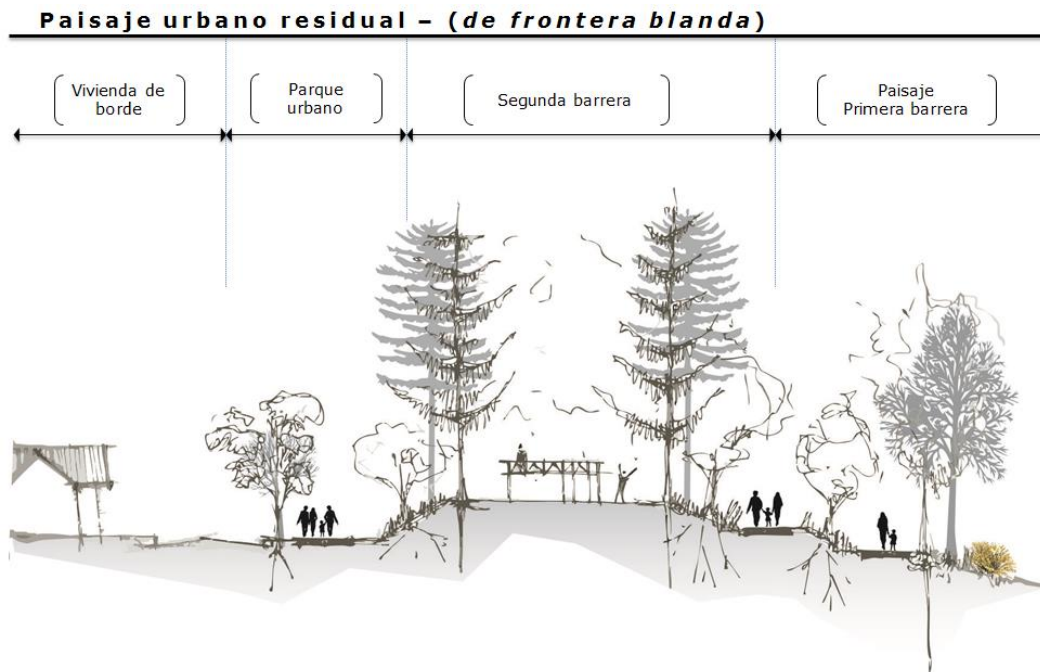 Paisaje urbano residual – (de frontera blanda)
Vivienda de
borde
Parque
urbano
Segunda barrera
Paisaje
Primera barrera